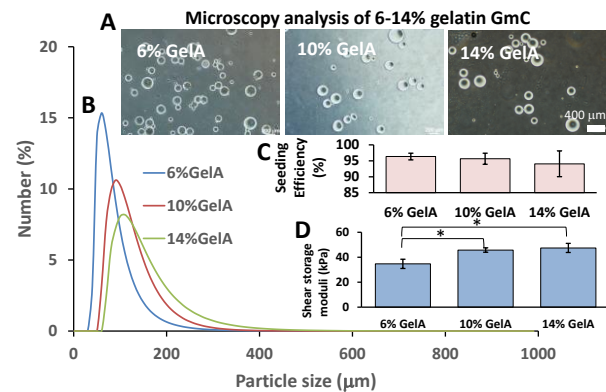 Microscopy analysis of 6-14% gelatin GmC
A
6% GelA
10% GelA
14% GelA
400 μm
B
Number (%)
20
15
10
5
0
6%GelA
10%GelA
14%GelA
C
Seeding
Efficiency
(%)
100
95
90
85
6% GelA 10% GelA 14% GelA
D
Shear storage
moduli (kPa)
60
40
20
0
*
*
6% GelA 10% GelA 14% GelA
0 200 400 600 800 1000
Particle size (μm)